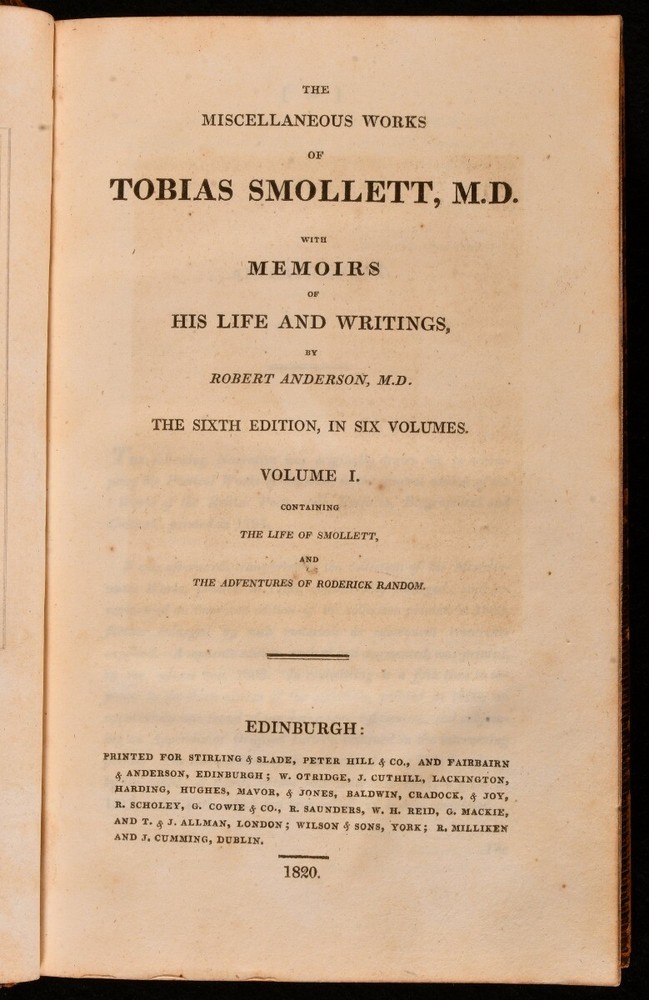 THE
MISCELLANEOUS WORKS
OF
TOBIAS SMOLLETT, M.D.
WITH
MEMOIRS
OF
HIS LIFE AND WRITINGS,
BY
ROBERT ANDERSON, M.D.
THE SIXTH EDITION, IN SIX VOLUMES.
VOLUME I.
CONTAINING
THE LIFE OF SMOLLETT,
AND
THE ADVENTURES OF RODERICK RANDOM.
EDINBURGH:
PRINTED FOR STIRLING & SLADE, PETER HILL & CO., AND FAIRBAIRN
& ANDERSON, EDINBURGH; W. OTRIDGE, J. CUTHILL, LACKINGTON,
HARDING, HUGHES, MAVOR, & JONES, BALDWIN, CRADOCK, & JOY,
R. SCHOLEY, G. COWIE & CO., R. SAUNDERS, W. H. REID, G. MACKIE,
AND T. & J. ALLMAN, LONDON; WILSON & SONS, YORK; R. MILLIKEN
AND J. CUMMING, DUBLIN.
1820.